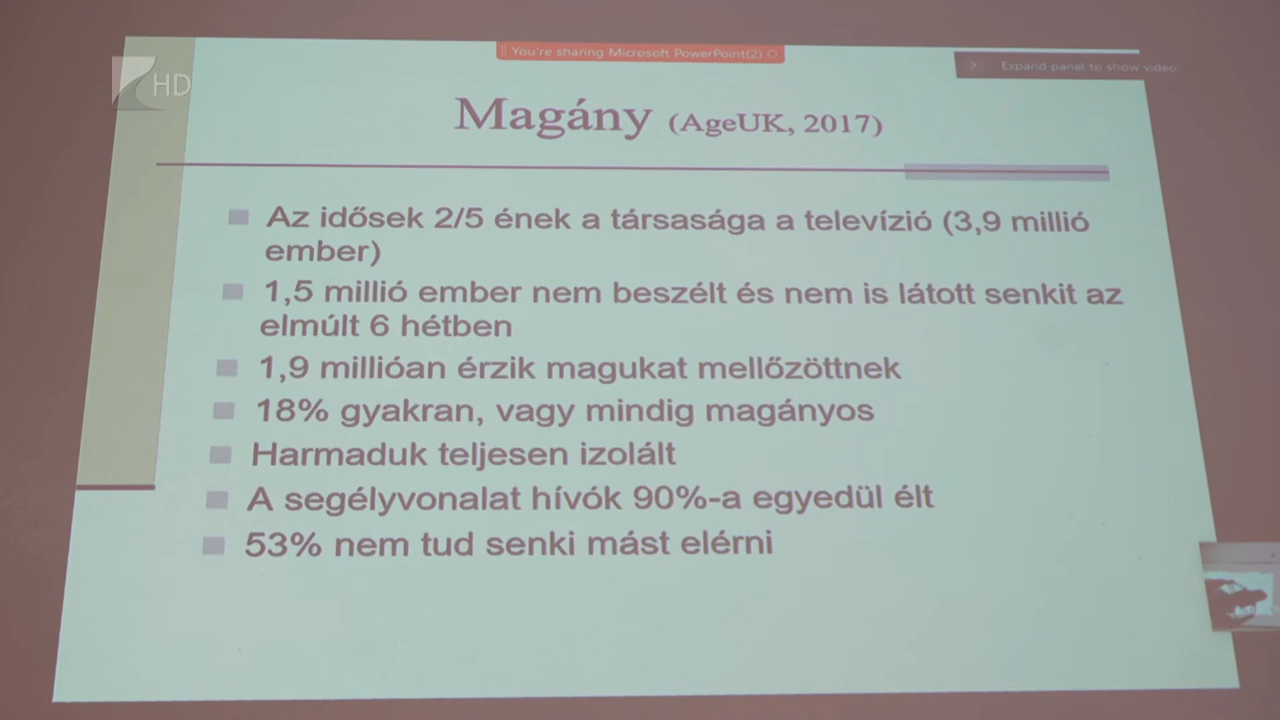 You're sharing Microsoft PowerPoint(2)
Expand panel to show video
HD
Magány (AgeUK, 2017)
Az idősek 2/5 ének a társasága a televízió (3,9 millió
ember)
1,5 millió ember nem beszélt és nem is látott senkit az
elmúlt 6 hétben
1,9 millióan érzik magukat mellőzöttnek
18% gyakran, vagy mindig magányos
Harmaduk teljesen izolált
A segélyvonalat hívók 90%-a egyedül élt
53% nem tud senki mást elérni